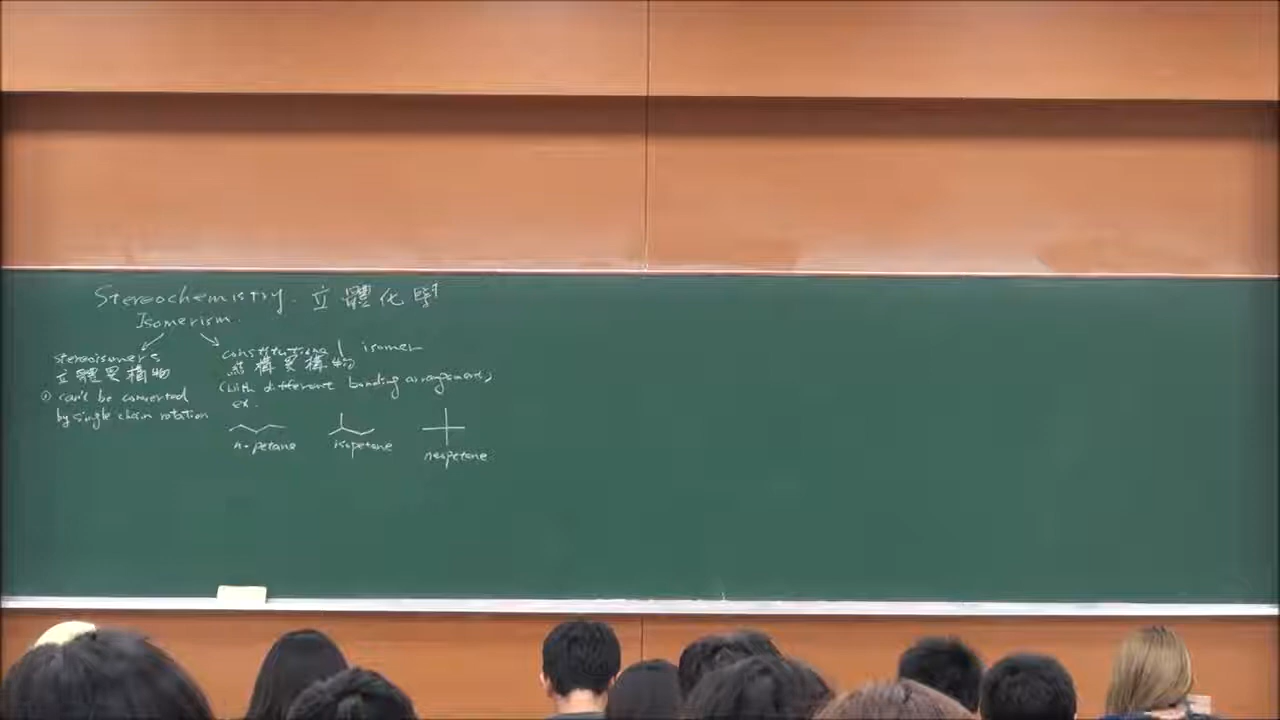 Stereochemistry. 立體化學
Isomerism.
stereoisomers
立體異構物
① can't be converted
by single chain rotation
constitutional isomer
結構異構物
(with different bonding arrangements)
ex.
n-petane
isopetane
neopetane